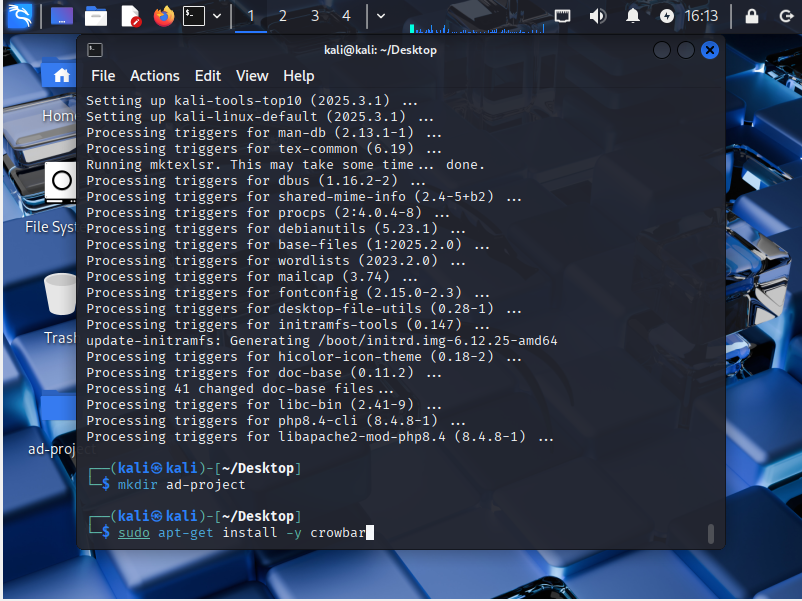 1 2 3 4 16:13
kali@kali: ~/Desktop
File Actions Edit View Help
Setting up kali-tools-top10 (2025.3.1) ...
Setting up kali-linux-default (2025.3.1) ...
Processing triggers for man-db (2.13.1-1) ...
Processing triggers for tex-common (6.19) ...
Running mktexlsr. This may take some time... done.
Processing triggers for dbus (1.16.2-2) ...
Processing triggers for shared-mime-info (2.4-5+b2) ...
Processing triggers for procps (2:4.0.4-8) ...
Processing triggers for debianutils (5.23.1) ...
Processing triggers for base-files (1:2025.2.0) ...
Processing triggers for wordlists (2023.2.0) ...
Processing triggers for mailcap (3.74) ...
Processing triggers for fontconfig (2.15.0-2.3) ...
Processing triggers for desktop-file-utils (0.28-1) ...
Processing triggers for initramfs-tools (0.147) ...
update-initramfs: Generating /boot/initrd.img-6.12.25-amd64
Processing triggers for hicolor-icon-theme (0.18-2) ...
Processing triggers for doc-base (0.11.2) ...
Processing 41 changed doc-base files...
Processing triggers for libc-bin (2.41-9) ...
Processing triggers for php8.4-cli (8.4.8-1) ...
Processing triggers for libapache2-mod-php8.4 (8.4.8-1) ...
┌──(kali㉿kali)-[~/Desktop]
└─$ mkdir ad-project
┌──(kali㉿kali)-[~/Desktop]
└─$ sudo apt-get install -y crowbar
Home
File Syst
Trash
ad-proj